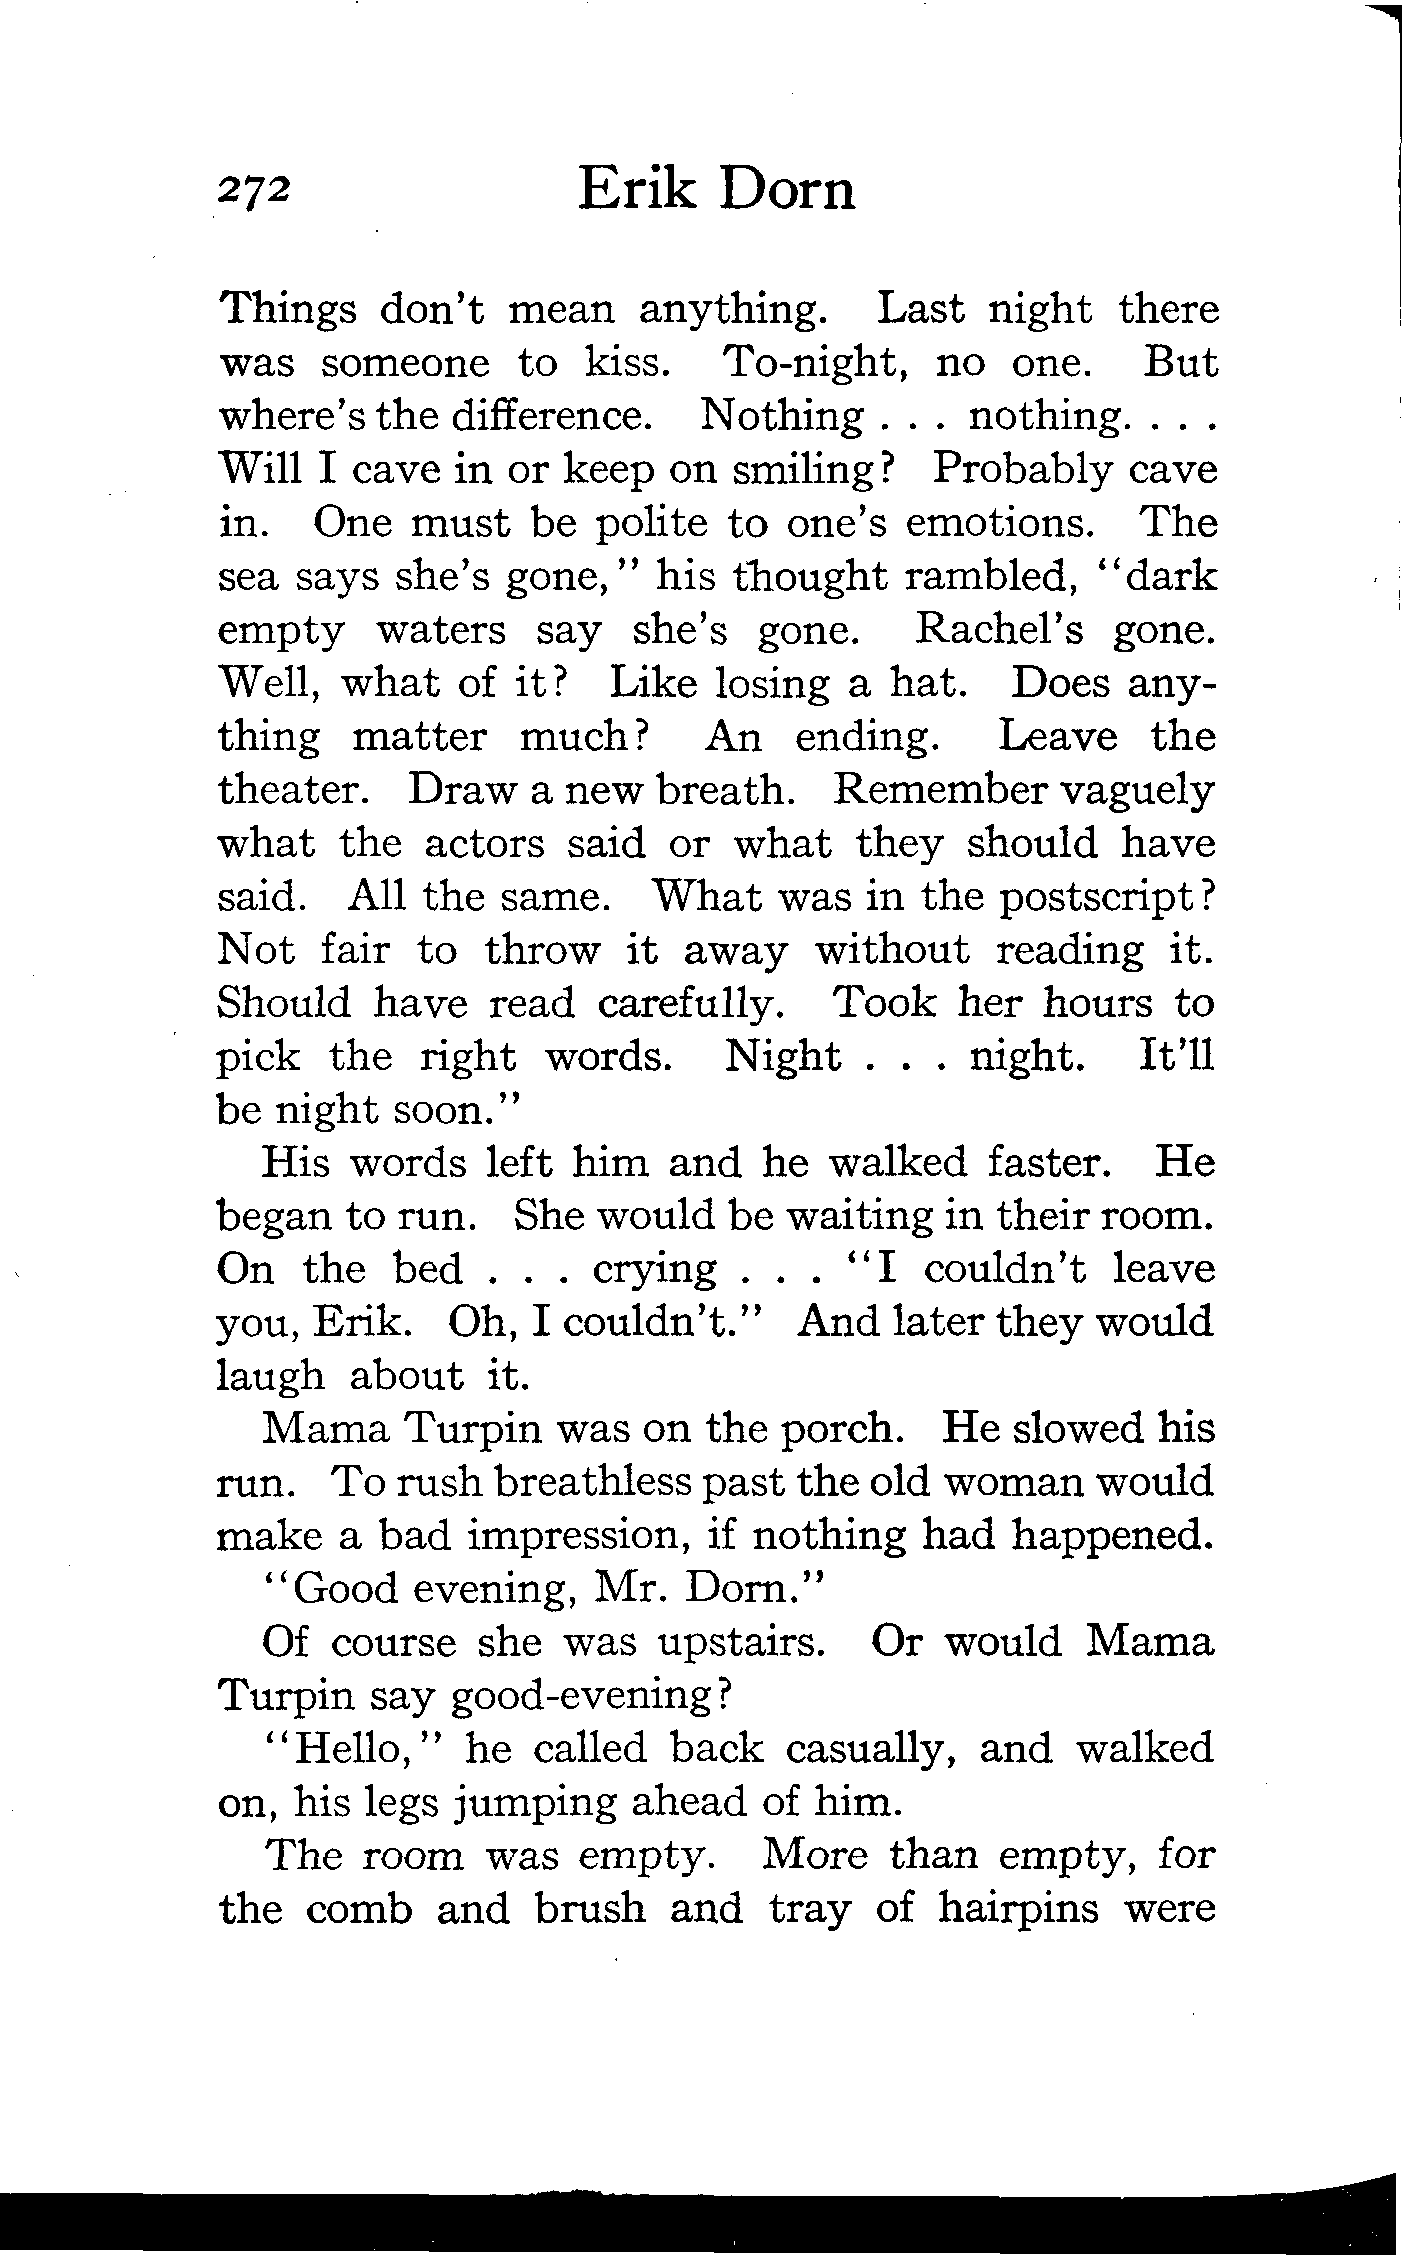 272 Erik Dorn
Things don't mean anything. Last night there
was someone to kiss. To-night, no one. But
where's the difference. Nothing . . . nothing. . . .
Will I cave in or keep on smiling? Probably cave
in. One must be polite to one's emotions. The
sea says she's gone," his thought rambled, "dark
empty waters say she's gone. Rachel's gone.
Well, what of it? Like losing a hat. Does any-
thing matter much? An ending. Leave the
theater. Draw a new breath. Remember vaguely
what the actors said or what they should have
said. All the same. What was in the postscript?
Not fair to throw it away without reading it.
Should have read carefully. Took her hours to
pick the right words. Night . . . night. It'll
be night soon."
His words left him and he walked faster. He
began to run. She would be waiting in their room.
On the bed . . . crying . . . "I couldn't leave
you, Erik. Oh, I couldn't." And later they would
laugh about it.
Mama Turpin was on the porch. He slowed his
run. To rush breathless past the old woman would
make a bad impression, if nothing had happened.
"Good evening, Mr. Dorn."
Of course she was upstairs. Or would Mama
Turpin say good-evening?
"Hello," he called back casually, and walked
on, his legs jumping ahead of him.
The room was empty. More than empty, for
the comb and brush and tray of hairpins were